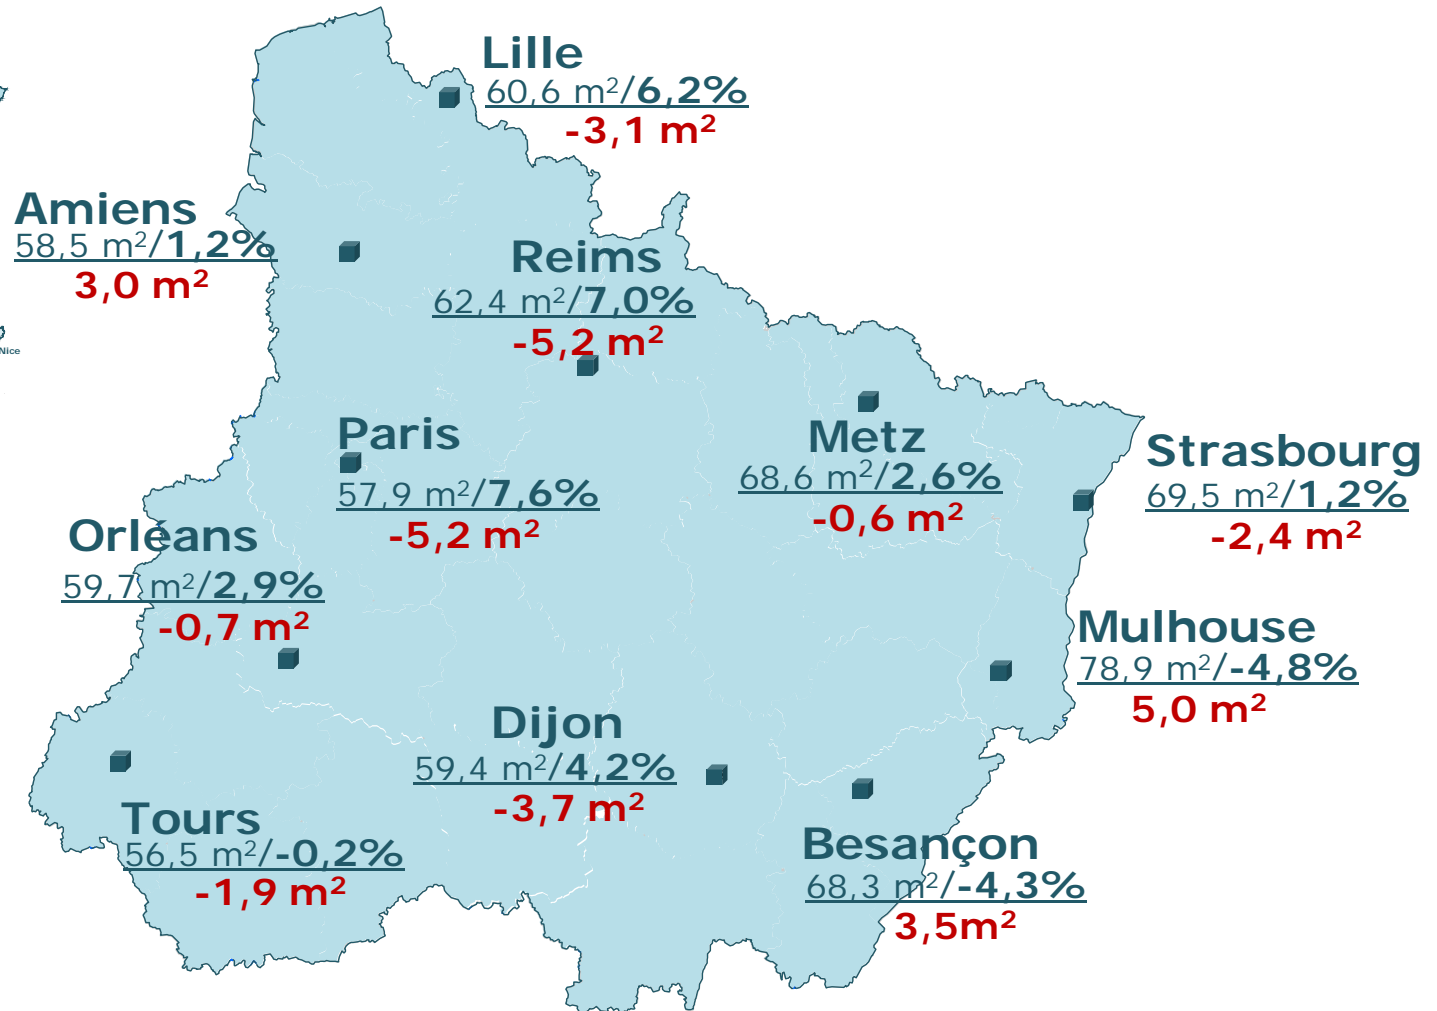 Lille
60,6 m²/6,2%
-3,1 m²
Amiens
58,5 m²/1,2%
3,0 m²
Reims
62,4 m²/7,0%
-5,2 m²
Nice
Paris
57,9 m²/7,6%
-5,2 m²
Metz
68,6 m²/2,6%
-0,6 m²
Strasbourg
69,5 m²/1,2%
-2,4 m²
Orléans
59,7 m²/2,9%
-0,7 m²
Mulhouse
78,9 m²/-4,8%
5,0 m²
Dijon
59,4 m²/4,2%
-3,7 m²
Tours
56,5 m²/-0,2%
-1,9 m²
Besançon
68,3 m²/-4,3%
3,5m²